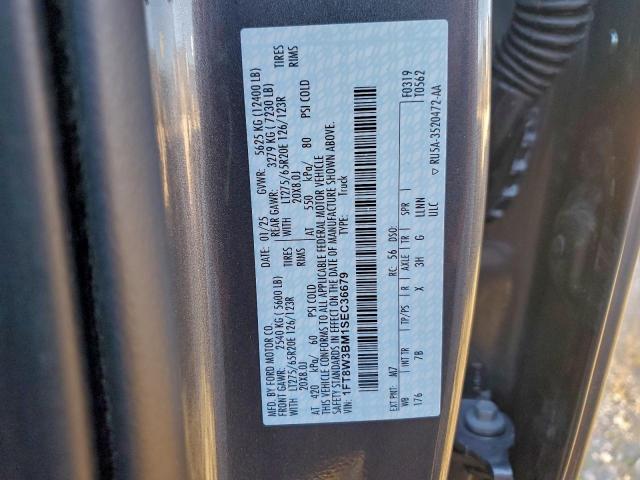 MFD. BY FORD MOTOR CO.
DATE: 01/25 GVWR: 5625 KG (12400 LB)
FRONT GAWR: 2540 KG (5600 LB) REAR GAWR: 3279 KG (7230 LB)
WITH LT275/65R20E 126/123R WITH LT275/65R20E 126/123R TIRES
20X8.0J 20X8.0J RIMS
AT 420 kPa/ 60 PSI COLD AT 550 kPa/ 80 PSI COLD
THIS VEHICLE CONFORMS TO ALL APPLICABLE FEDERAL MOTOR VEHICLE
SAFETY STANDARDS IN EFFECT ON THE DATE OF MANUFACTURE SHOWN ABOVE.
VIN: 1FT8W3BM1SEC36679 TYPE: Truck
F0319
T0562
EXT PNT: M7 RC: 56 DSO:
WB INT TR TP/PS R AXLE TR SPR
176 7B X 3H G LLNN
ULC
▽ RU5A-3520472-AA